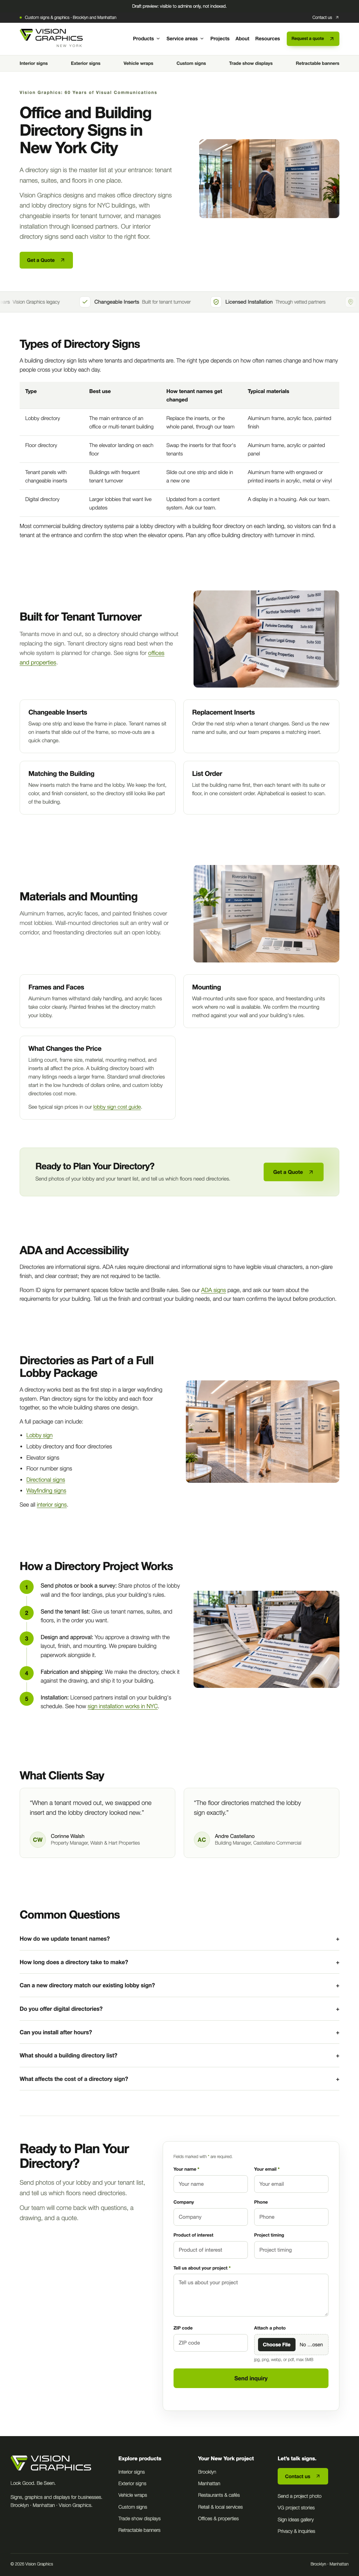 Draft preview: visible to admins only, not indexed.
Custom signs & graphics · Brooklyn and Manhattan
Contact us
VISION GRAPHICS
NEW YORK
Products
Service areas
Projects
About
Resources
Request a quote
Interior signs
Exterior signs
Vehicle wraps
Custom signs
Trade show displays
Retractable banners
Vision Graphics: 60 Years of Visual Communications
Office and Building
Directory Signs in
New York City
A directory sign is the master list at your entrance: tenant
names, suites, and floors in one place.
Vision Graphics designs and makes office directory signs
and lobby directory signs for NYC buildings, with
changeable inserts for tenant turnover, and manages
installation through licensed partners. Our interior
directory signs send each visitor to the right floor.
Get a Quote
Vision Graphics legacy
Changeable Inserts Built for tenant turnover
Licensed Installation Through vetted partners
Types of Directory Signs
A building directory sign lists where tenants and departments are. The right type depends on how often names change and how many
people cross your lobby each day.
Type
Best use
How tenant names get
changed
Typical materials
Lobby directory
The main entrance of an
office or multi-tenant building
Replace the inserts, or the
whole panel, through our team
Aluminum frame, acrylic face, painted
finish
Floor directory
The elevator landing on each
floor
Swap the inserts for that floor's
tenants
Aluminum frame, acrylic or painted
panel
Tenant panels with
changeable inserts
Buildings with frequent
tenant turnover
Slide out one strip and slide in
a new one
Aluminum frame with engraved or
printed inserts in acrylic, metal or vinyl
Digital directory
Larger lobbies that want live
updates
Updated from a content
system. Ask our team.
A display in a housing. Ask our team.
Most commercial building directory systems pair a lobby directory with a building floor directory on each landing, so visitors can find a
tenant at the entrance and confirm the stop when the elevator opens. Plan any office building directory with turnover in mind.
Built for Tenant Turnover
Tenants move in and out, so a directory should change without
replacing the whole sign. Tenant directory signs read best when the
whole system is planned for change. See signs for offices
and properties.
Changeable Inserts
Swap one strip and leave the frame in place. Tenant names sit
on inserts that slide out of the frame, so move-outs are a
quick change.
Replacement Inserts
Order the next strip when a tenant changes. Send us the new
name and suite, and our team prepares a matching insert.
Matching the Building
New inserts match the frame and the lobby. We keep the font,
color, and finish consistent, so the directory still looks like part
of the building.
List Order
List the building name first, then each tenant with its suite or
floor, in one consistent order. Alphabetical is easiest to scan.
Materials and Mounting
Aluminum frames, acrylic faces, and painted finishes cover
most lobbies. Wall-mounted directories suit an entry wall or
corridor, and freestanding directories suit an open lobby.
Frames and Faces
Aluminum frames withstand daily handling, and acrylic faces
take color cleanly. Painted finishes let the directory match
your lobby.
Mounting
Wall-mounted units save floor space, and freestanding units
work where no wall is available. We confirm the mounting
method against your wall and your building's rules.
What Changes the Price
Listing count, frame size, material, mounting method, and
inserts all affect the price. A building directory board with
many listings needs a larger frame. Standard small directories
start in the low hundreds of dollars online, and custom lobby
directories cost more.
See typical sign prices in our lobby sign cost guide.
Ready to Plan Your Directory?
Send photos of your lobby and your tenant list, and tell us which floors need directories.
Get a Quote
ADA and Accessibility
Directories are informational signs. ADA rules require directional and informational signs to have legible visual characters, a non-glare
finish, and clear contrast; they are not required to be tactile.
Room ID signs for permanent spaces follow tactile and Braille rules. See our ADA signs page, and ask our team about the
requirements for your building. Tell us the finish and contrast your building needs, and our team confirms the layout before production.
Directories as Part of a Full
Lobby Package
A directory works best as the first step in a larger wayfinding
system. Plan directory signs for the lobby and each floor
together, so the whole building shares one design.
A full package can include:
Lobby sign
Lobby directory and floor directories
Elevator signs
Floor number signs
Directional signs
Wayfinding signs
See all interior signs.
How a Directory Project Works
1
Send photos or book a survey: Share photos of the lobby
wall and the floor landings, plus your building's rules.
2
Send the tenant list: Give us tenant names, suites, and
floors, in the order you want.
3
Design and approval: You approve a drawing with the
layout, finish, and mounting. We prepare building
paperwork alongside it.
4
Fabrication and shipping: We make the directory, check it
against the drawing, and ship it to your building.
5
Installation: Licensed partners install on your building's
schedule. See how sign installation works in NYC.
What Clients Say
“When a tenant moved out, we swapped one
insert and the lobby directory looked new.”
CW
Corinne Walsh
Property Manager, Walsh & Hart Properties
“The floor directories matched the lobby
sign exactly.”
AC
Andre Castellano
Building Manager, Castellano Commercial
Common Questions
How do we update tenant names?
+
How long does a directory take to make?
+
Can a new directory match our existing lobby sign?
+
Do you offer digital directories?
+
Can you install after hours?
+
What should a building directory list?
+
What affects the cost of a directory sign?
+
Ready to Plan Your
Directory?
Send photos of your lobby and your tenant list,
and tell us which floors need directories.
Our team will come back with questions, a
drawing, and a quote.
Fields marked with * are required.
Your name *
Your email *
Your name
Your email
Company
Phone
Company
Phone
Product of interest
Project timing
Product of interest
Project timing
Tell us about your project *
Tell us about your project
ZIP code
Attach a photo
ZIP code
Choose File
No ...osen
jpg, png, webp, or pdf, max 5MB
Send inquiry
VISION GRAPHICS
Look Good. Be Seen.
Signs, graphics and displays for businesses.
Brooklyn · Manhattan · Vision Graphics.
Explore products
Interior signs
Exterior signs
Vehicle wraps
Custom signs
Trade show displays
Retractable banners
Your New York project
Brooklyn
Manhattan
Restaurants & cafés
Retail & local services
Offices & properties
Let's talk signs.
Contact us
Send a project photo
VG project stories
Sign ideas gallery
Privacy & inquiries
© 2026 Vision Graphics
Brooklyn · Manhattan